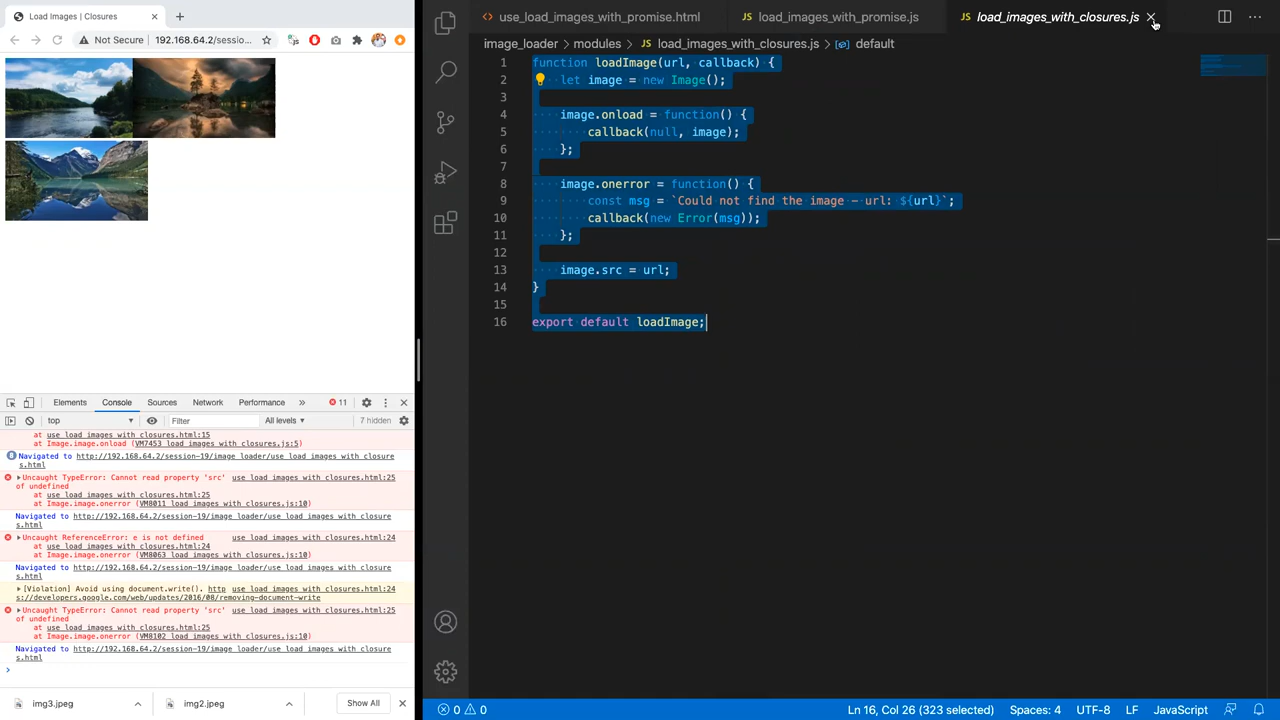 Load Images | Closures
Not Secure 192.168.64.2/sessio...
Elements Console Sources Network Performance » 11
top Filter All levels 7 hidden
at use_load_images_with_closures.html:15
at Image.image.onload (VM7453 load_images_with_closures.js:5)
8 Navigated to http://192.168.64.2/session-19/image_loader/use_load_images_with_closure
s.html
Uncaught TypeError: Cannot read property 'src' use_load_images_with_closures.html:25
of undefined
at use_load_images_with_closures.html:25
at Image.image.onerror (VM8011 load_images_with_closures.js:10)
Navigated to http://192.168.64.2/session-19/image_loader/use_load_images_with_closure
s.html
Uncaught ReferenceError: e is not defined use_load_images_with_closures.html:24
at use_load_images_with_closures.html:24
at Image.image.onerror (VM8063 load_images_with_closures.js:10)
Navigated to http://192.168.64.2/session-19/image_loader/use_load_images_with_closure
s.html
[Violation] Avoid using document.write(). http use_load_images_with_closures.html:24
s://developers.google.com/web/updates/2016/08/removing-document-write
Uncaught TypeError: Cannot read property 'src' use_load_images_with_closures.html:25
of undefined
at use_load_images_with_closures.html:25
at Image.image.onerror (VM8102 load_images_with_closures.js:10)
Navigated to http://192.168.64.2/session-19/image_loader/use_load_images_with_closure
s.html
img3.jpeg img2.jpeg Show All
use_load_images_with_promise.html JS load_images_with_promise.js JS load_images_with_closures.js
image_loader › modules › JS load_images_with_closures.js › default
1 function loadImage(url, callback) {
2 let image = new Image();
3
4 image.onload = function() {
5 callback(null, image);
6 };
7
8 image.onerror = function() {
9 const msg = `Could not find the image - url: ${url}`;
10 callback(new Error(msg));
11 };
12
13 image.src = url;
14 }
15
16 export default loadImage;
0 0 Ln 16, Col 26 (323 selected) Spaces: 4 UTF-8 LF JavaScript